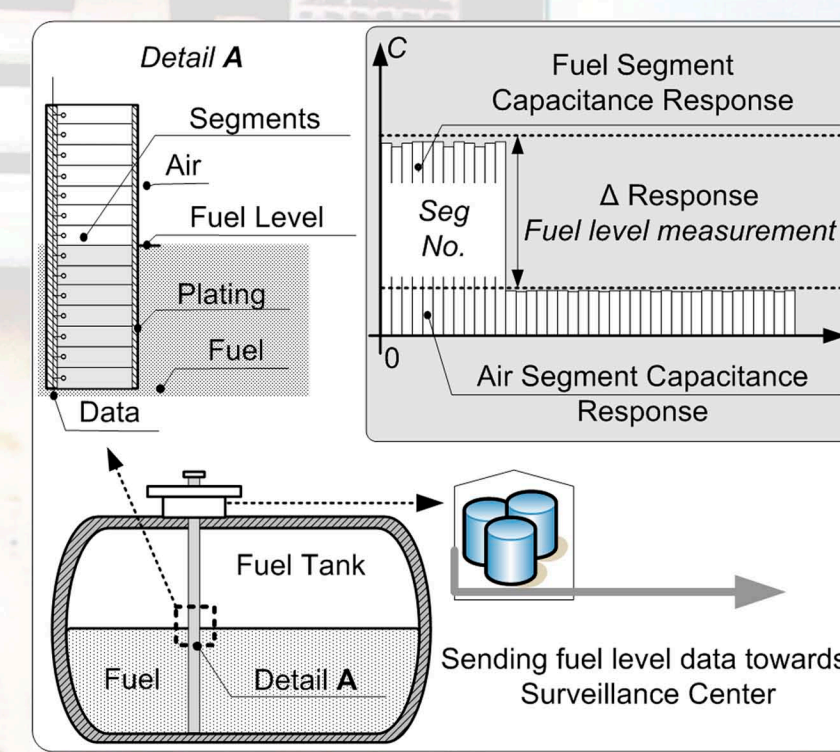 Detail A
Segments
Air
Fuel Level
Plating
Fuel
Data
C
Fuel Segment
Capacitance Response
Δ Response
Fuel level measurement
Seg
No.
0
Air Segment Capacitance
Response
Fuel Tank
Fuel
Detail A
Sending fuel level data towards
Surveillance Center